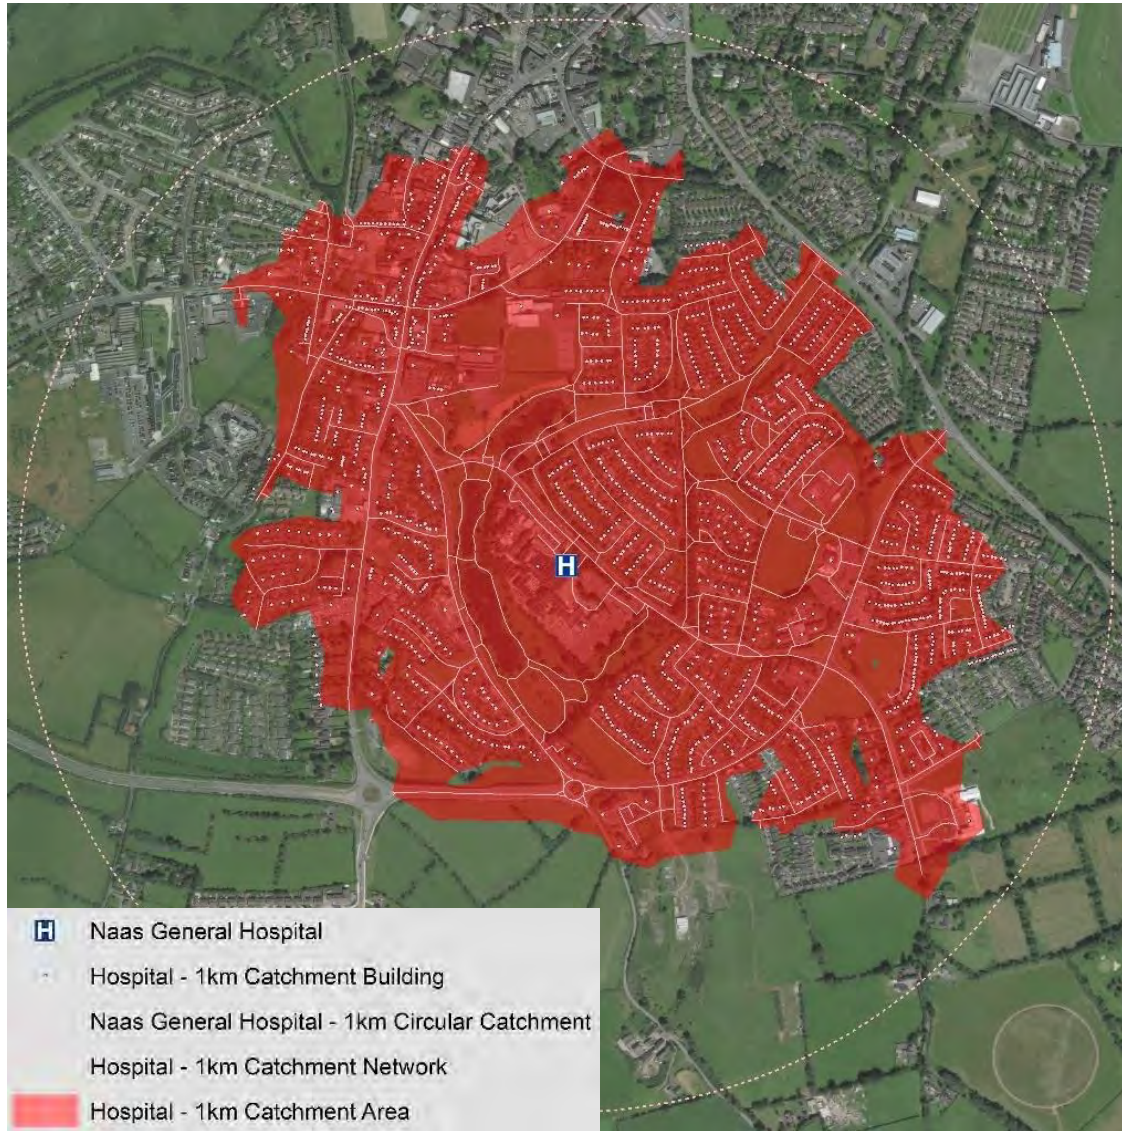 H
H Naas General Hospital
Hospital - 1km Catchment Building
Naas General Hospital - 1km Circular Catchment
Hospital - 1km Catchment Network
Hospital - 1km Catchment Area